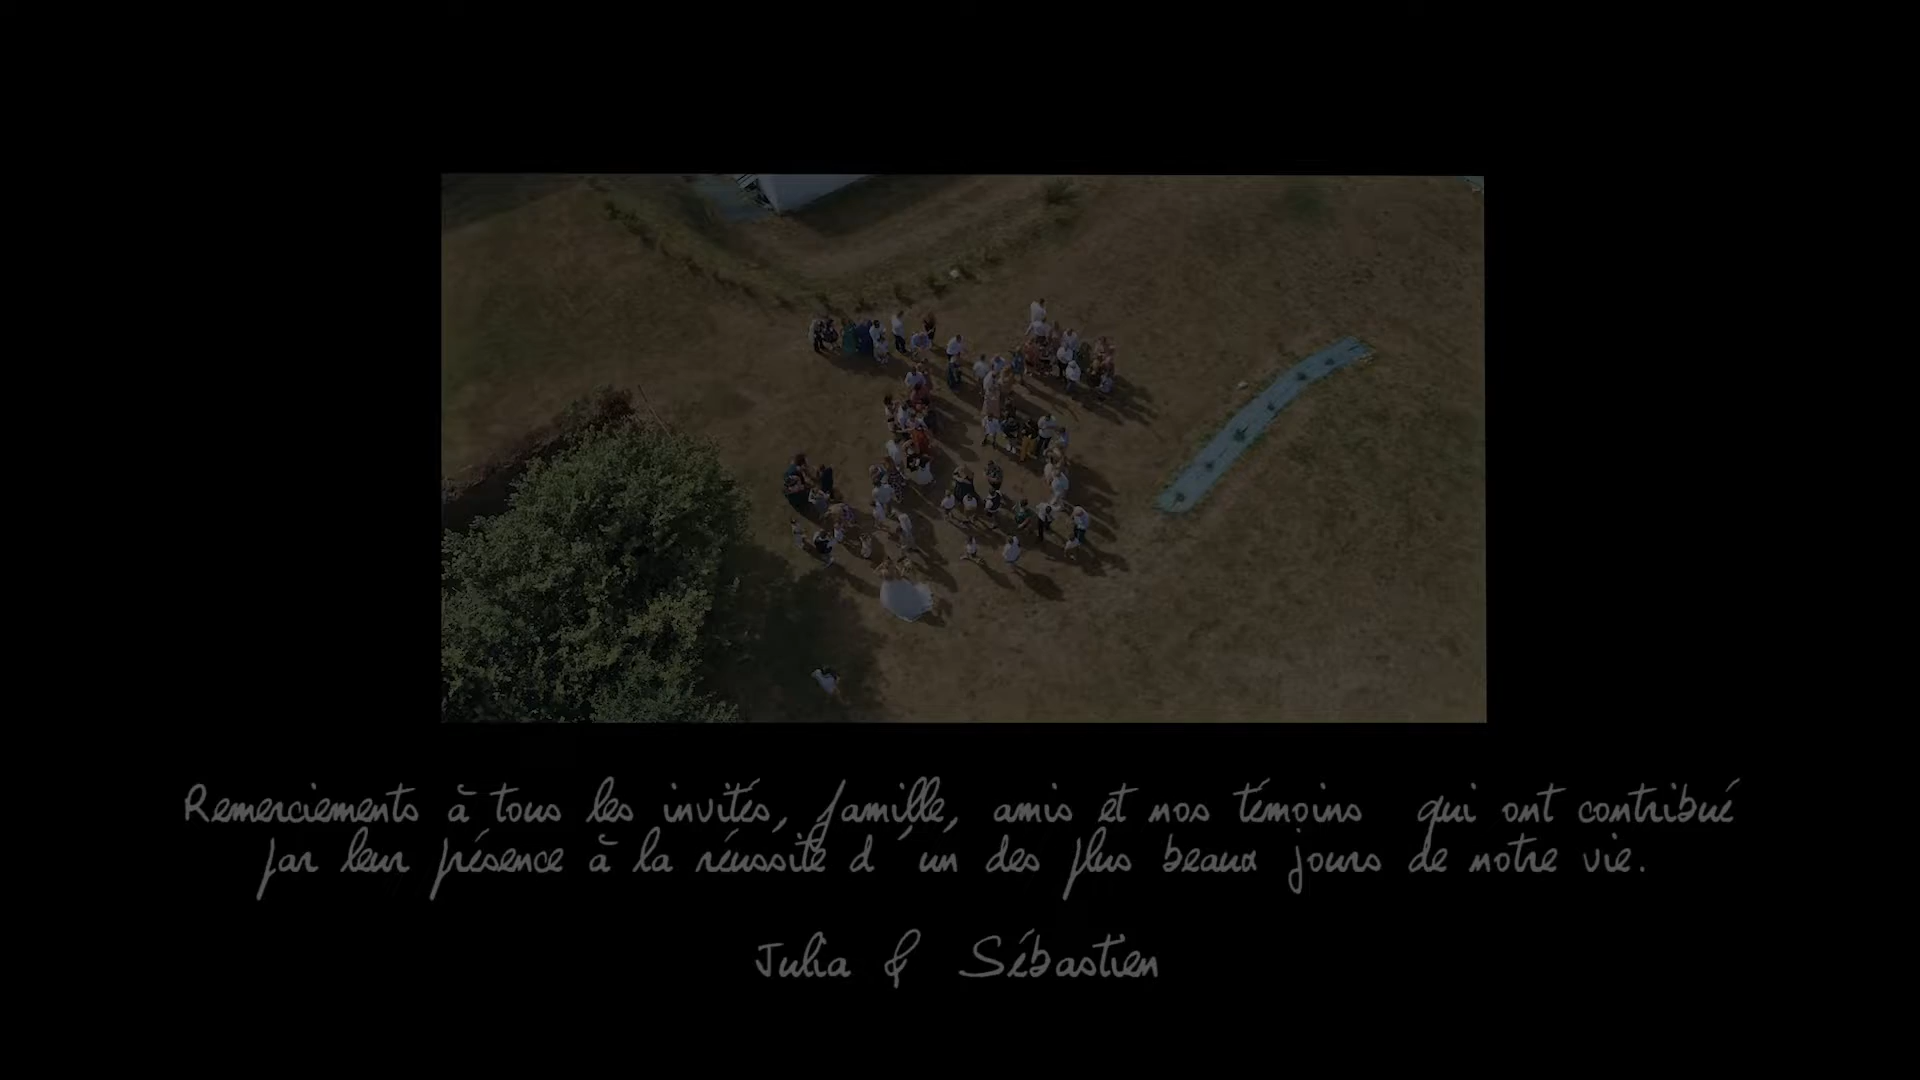 Remerciements à tous les invités, famille, amis et nos témoins qui ont contribué
par leur présence à la réussite d'un des plus beaux jours de notre vie.
Julia & Sébastien